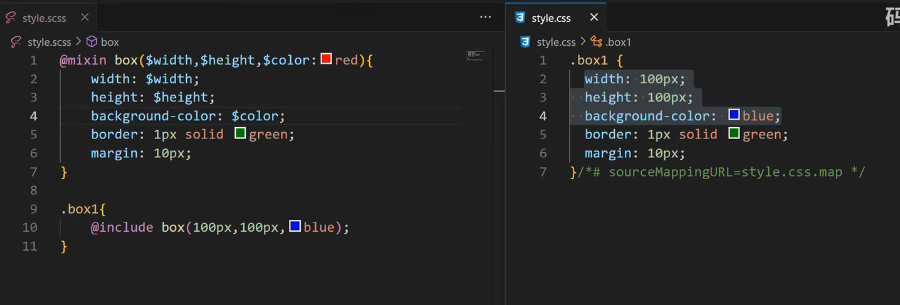 style.scss
style.scss > box
1 @mixin box($width,$height,$color:red){
2 width: $width;
3 height: $height;
4 background-color: $color;
5 border: 1px solid green;
6 margin: 10px;
7 }
8
9 .box1{
10 @include box(100px,100px,blue);
11 }
style.css
style.css > .box1
1 .box1 {
2 width: 100px;
3 height: 100px;
4 background-color: blue;
5 border: 1px solid green;
6 margin: 10px;
7 }/*# sourceMappingURL=style.css.map */
码